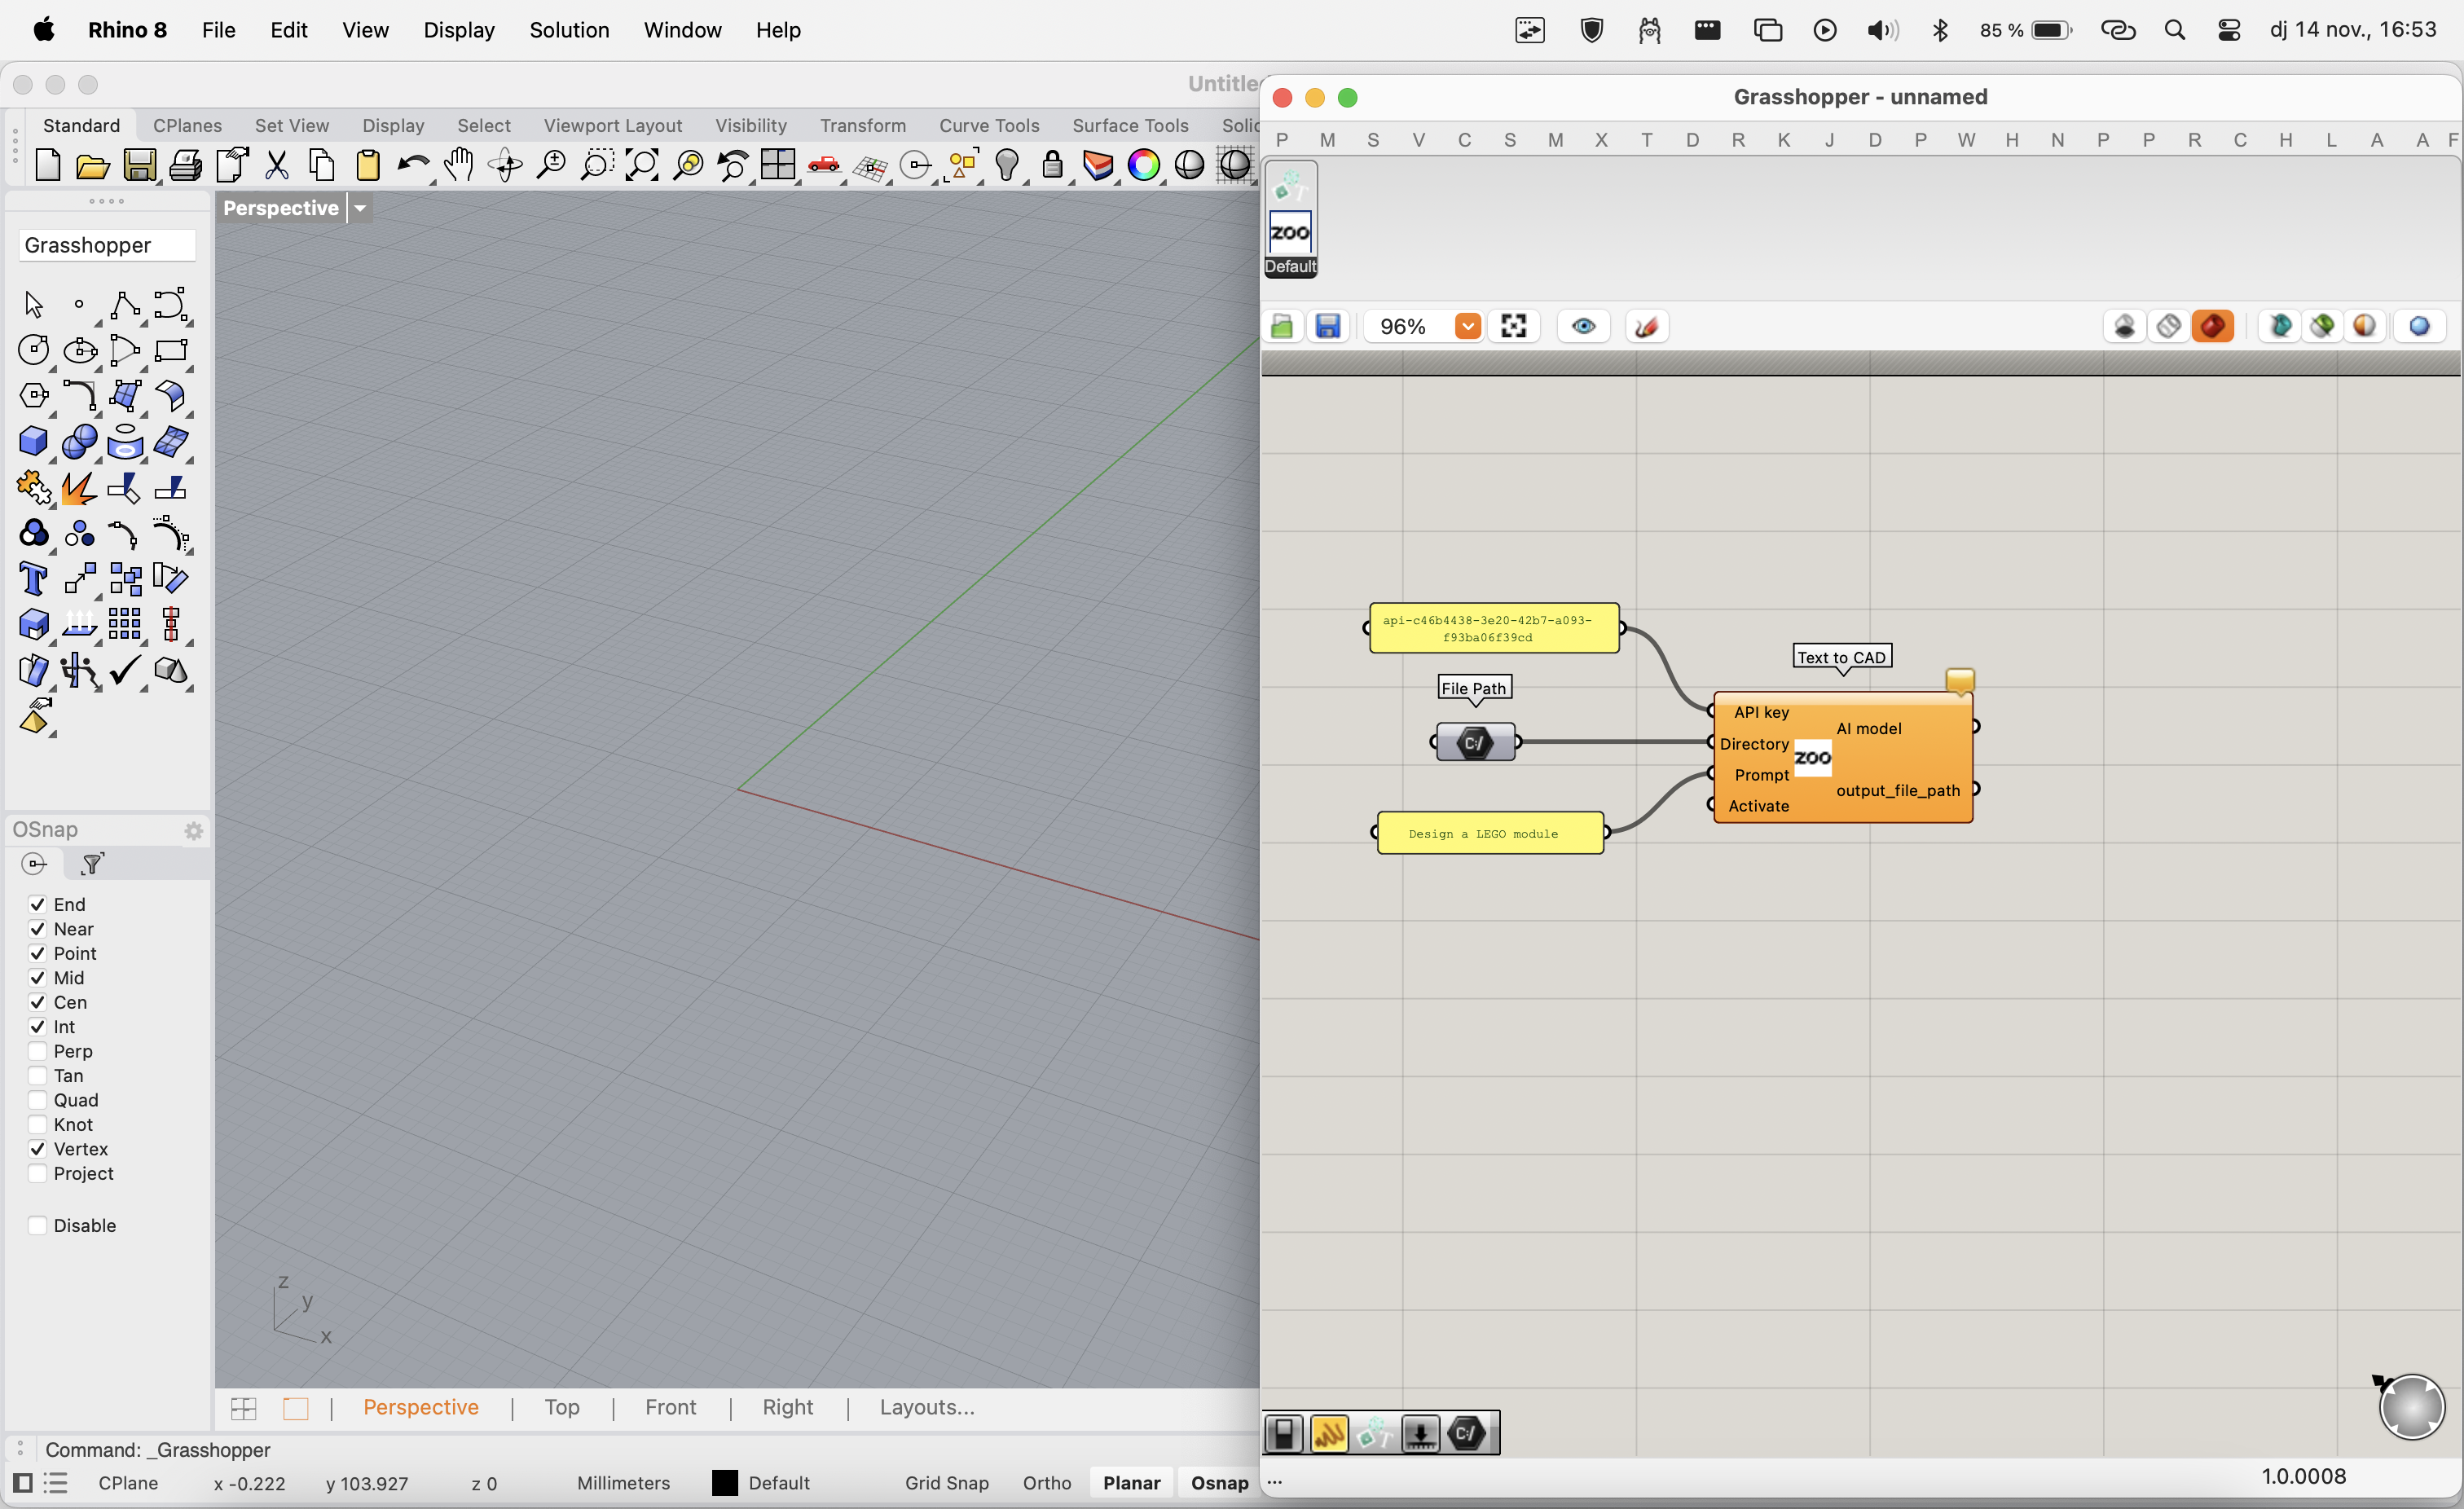 Rhino 8 File Edit View Display Solution Window Help
85 % dj 14 nov., 16:53
Untitle
Standard CPlanes Set View Display Select Viewport Layout Visibility Transform Curve Tools Surface Tools Solid
Perspective
Grasshopper
OSnap
End
Near
Point
Mid
Cen
Int
Perp
Tan
Quad
Knot
Vertex
Project
Disable
z
y
x
Perspective | Top | Front | Right | Layouts...
Command: _Grasshopper
CPlane x -0.222 y 103.927 z 0 Millimeters Default Grid Snap Ortho Planar Osnap
Grasshopper - unnamed
P M S V C S M X T D R K J D P W H N P P R C H L A A F
ZOO
Default
96%
api-c46b4438-3e20-42b7-a093-
f93ba06f39cd
File Path
C:/
Design a LEGO module
Text to CAD
API key
Directory
Prompt
Activate
ZOO
AI model
output_file_path
C:/
...
1.0.0008